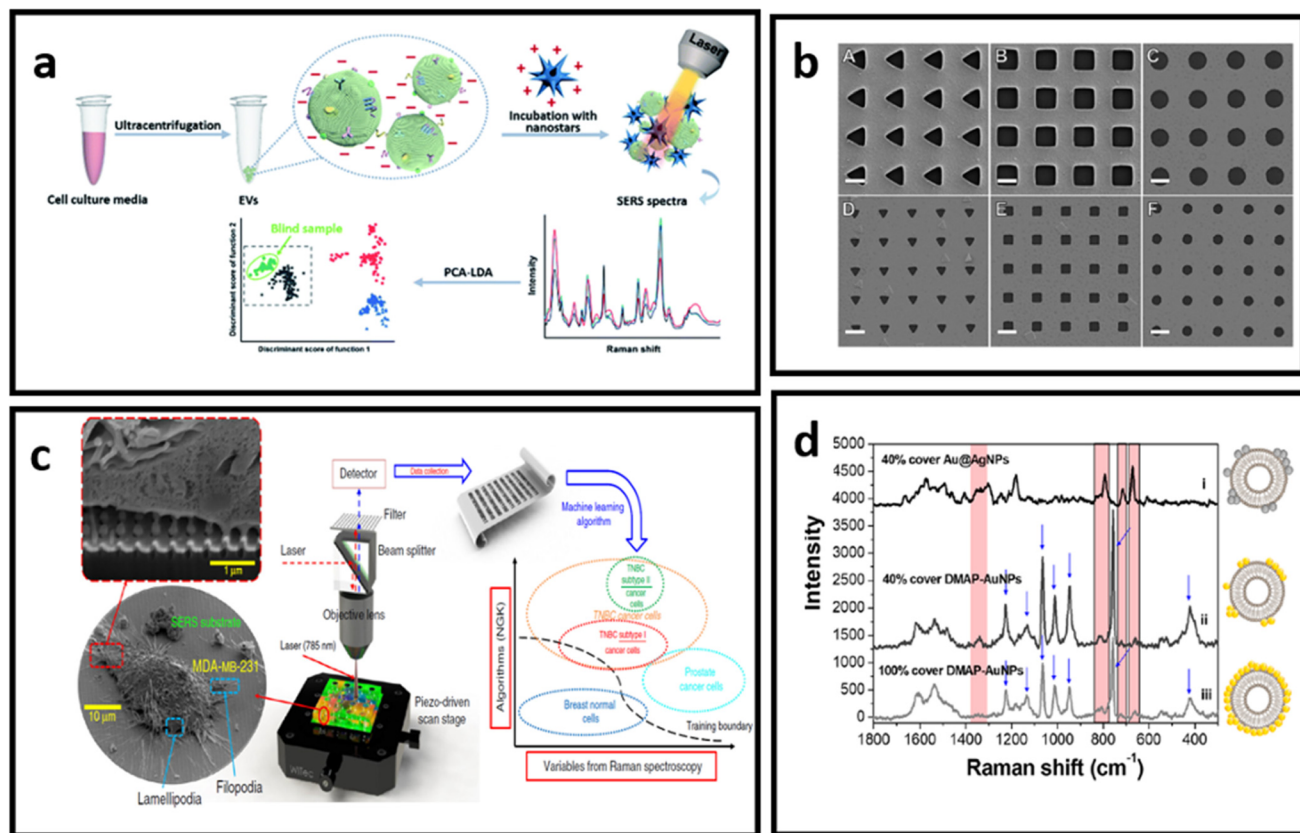 a
Ultracentrifugation
Incubation with
nanostars
Laser
Cell culture media
EVs
SERS spectra
Blind sample
Discriminant score of function 2
Discriminant score of function 1
PCA-LDA
Intensity
Raman shift
b
A
B
C
D
E
F
c
1 µm
SERS substrate
MDA-MB-231
10 µm
Lamellipodia
Filopodia
Detector
Filter
Laser
Beam splitter
Objective lens
Laser (785 nm)
Piezo-driven
scan stage
WITec
Data collection
Machine learning
algorithm
Algorithms (NGK)
TNBC
subtype II
cancer
cells
TNBC cancer cells
TNBC subtype I
cancer cells
Prostate
cancer cells
Breast normal
cells
Training boundary
Variables from Raman spectroscopy
d
Intensity
5000
4500
4000
3500
3000
2500
2000
1500
1000
500
0
40% cover Au@AgNPs
i
40% cover DMAP-AuNPs
ii
100% cover DMAP-AuNPs
iii
1800 1600 1400 1200 1000 800 600 400
Raman shift (cm⁻¹)